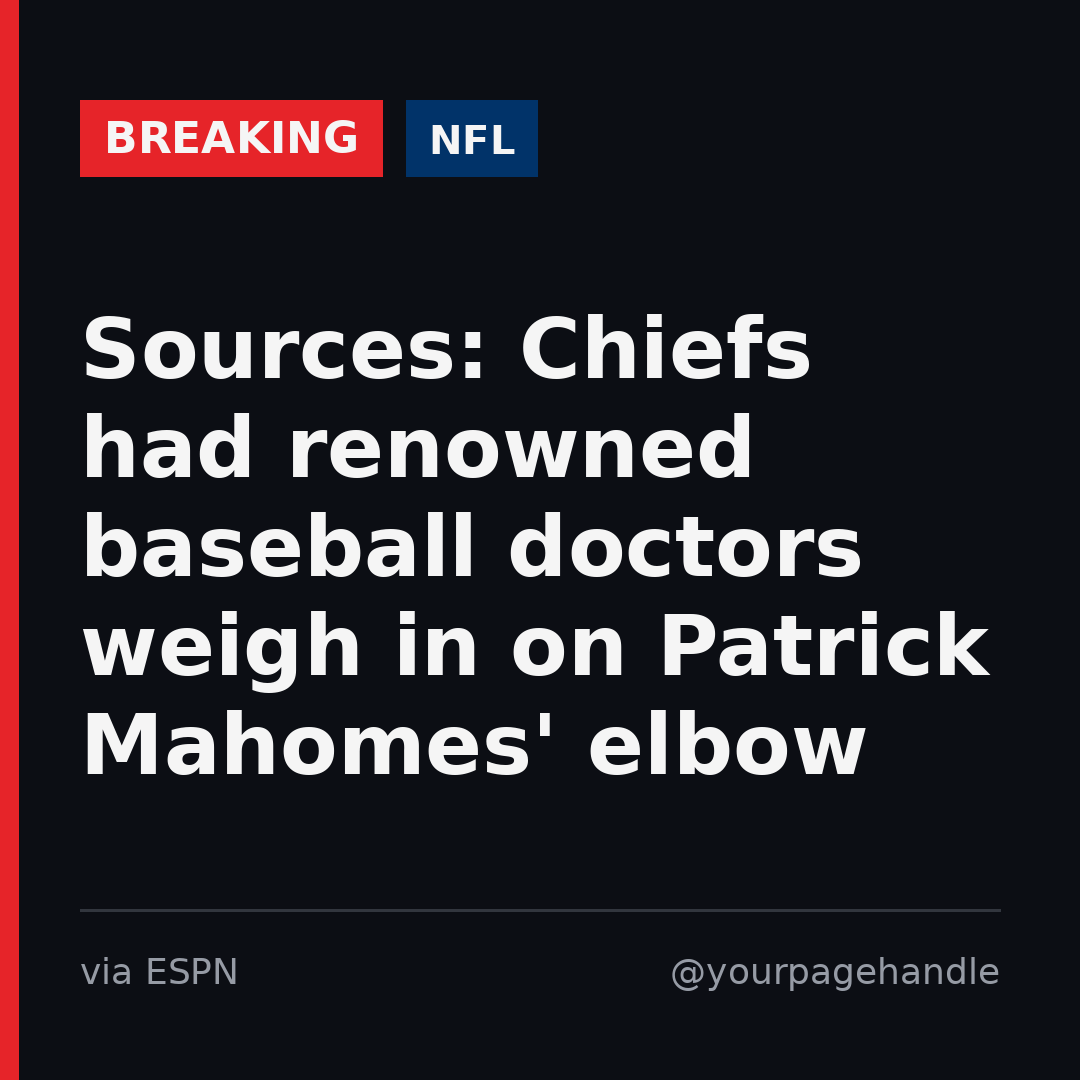 BREAKING NFL
Sources: Chiefs
had renowned
baseball doctors
weigh in on Patrick
Mahomes' elbow
via ESPN @yourpagehandle